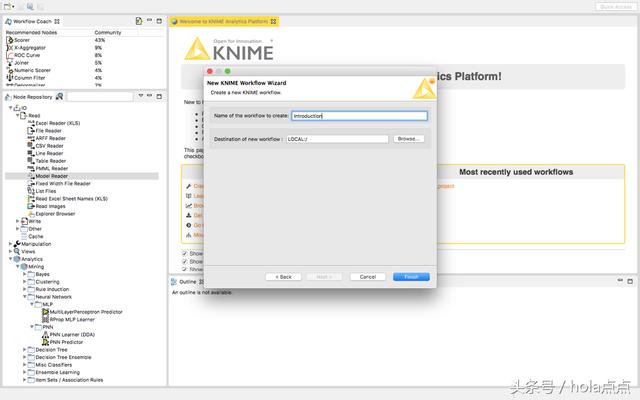 Quick Access
Workflow Coach
Recommended Nodes Community
Scorer 43%
X-Aggregator 9%
ROC Curve 8%
Joiner 5%
Numeric Scorer 4%
Column Filter 4%
Node Repository
IO
Read
Excel Reader (XLS)
File Reader
ARFF Reader
CSV Reader
Line Reader
Table Reader
PMML Reader
Model Reader
Fixed Width File Reader
List Files
Read Excel Sheet Names (XLS)
Read Images
Explorer Browser
Write
Other
Cache
Manipulation
Views
Analytics
Mining
Bayes
Clustering
Rule Induction
Neural Network
MLP
MultiLayerPerceptron Predictor
RProp MLP Learner
PNN
PNN Learner (DDA)
PNN Predictor
Decision Tree
Decision Tree Ensemble
Misc Classifiers
Ensemble Learning
Item Sets / Association Rules
Welcome to KNIME Analytics Platform
Open for Innovation
KNIME
s Platform!
New to
This pa
checkbo
Most recently used workflows
project
Show
Show
Show
New KNIME Workflow Wizard
New KNIME Workflow Wizard
Create a new KNIME workflow.
Name of the workflow to create: Introduction
Destination of new workflow : LOCAL:/ Browse...
< Back Next > Cancel Finish
Outline
An outline is not available.
头条号 / hola点点